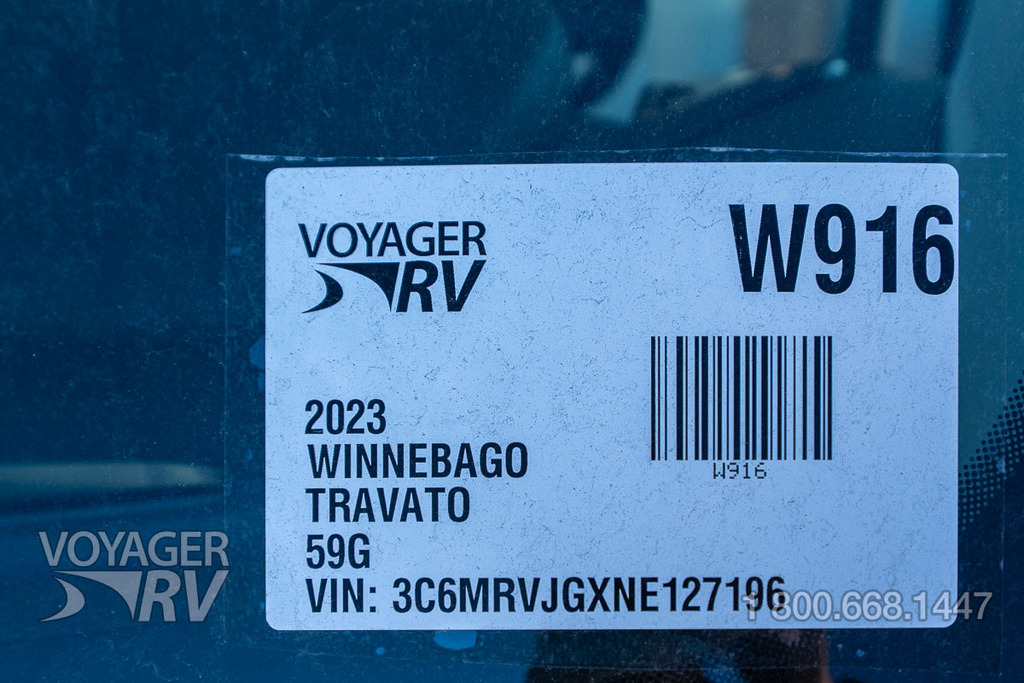 VOYAGER
RV
W916
W916
2023
WINNEBAGO
TRAVATO
59G
VIN: 3C6MRVJGXNE127196
VOYAGER
RV
1 800.668.1447